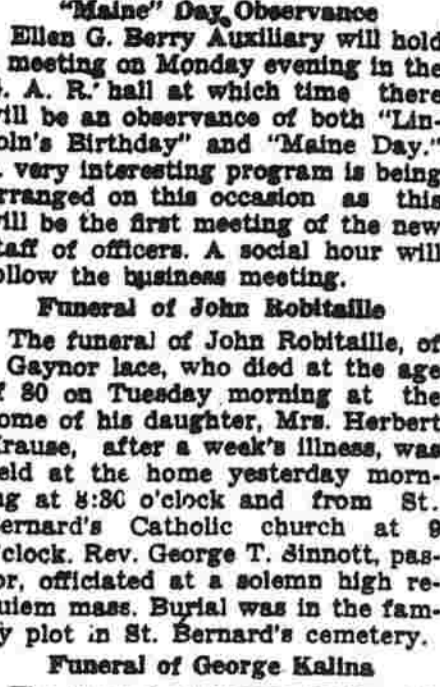 "Maine" Day Observance
Ellen G. Berry Auxiliary will hold
meeting on Monday evening in the
. A. R. hall at which time there
ill be an observance of both "Lin-
oln's Birthday" and "Maine Day."
. very interesting program is being
rranged on this occasion as this
ill be the first meeting of the new
taff of officers. A social hour will
ollow the business meeting.
Funeral of John Robitaille
The funeral of John Robitaille, of
Gaynor lace, who died at the age
f 80 on Tuesday morning at the
ome of his daughter, Mrs. Herbert
rause, after a week's illness, was
eld at the home yesterday morn-
ng at 8:30 o'clock and from St.
ernard's Catholic church at 9
'clock. Rev. George T. Sinnott, pas-
or, officiated at a solemn high re-
uiem mass. Burial was in the fam-
y plot in St. Bernard's cemetery.
Funeral of George Kalina